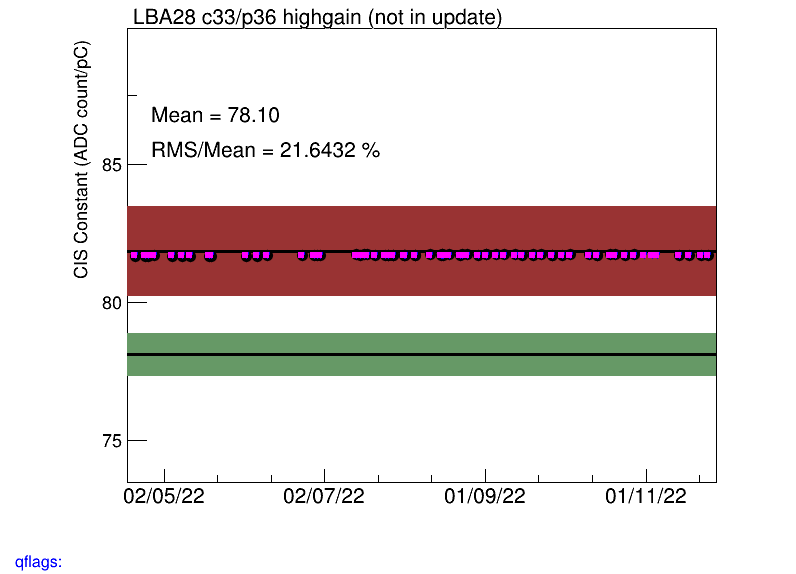 LBA28 c33/p36 highgain (not in update)
CIS Constant (ADC count/pC)
Mean = 78.10
RMS/Mean = 21.6432 %
85
80
75
02/05/22 02/07/22 01/09/22 01/11/22
qflags: